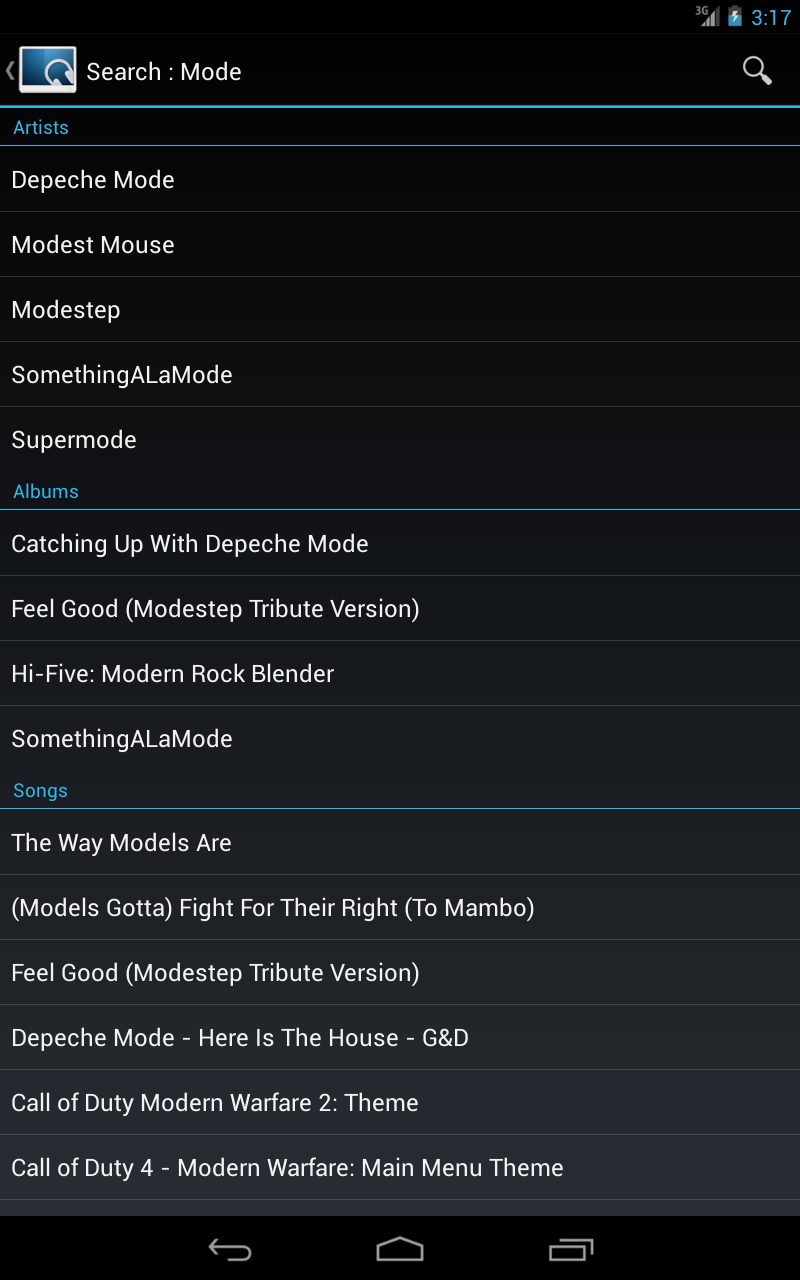 3G 3:17
Search : Mode
Artists
Depeche Mode
Modest Mouse
Modestep
SomethingALaMode
Supermode
Albums
Catching Up With Depeche Mode
Feel Good (Modestep Tribute Version)
Hi-Five: Modern Rock Blender
SomethingALaMode
Songs
The Way Models Are
(Models Gotta) Fight For Their Right (To Mambo)
Feel Good (Modestep Tribute Version)
Depeche Mode - Here Is The House - G&D
Call of Duty Modern Warfare 2: Theme
Call of Duty 4 - Modern Warfare: Main Menu Theme